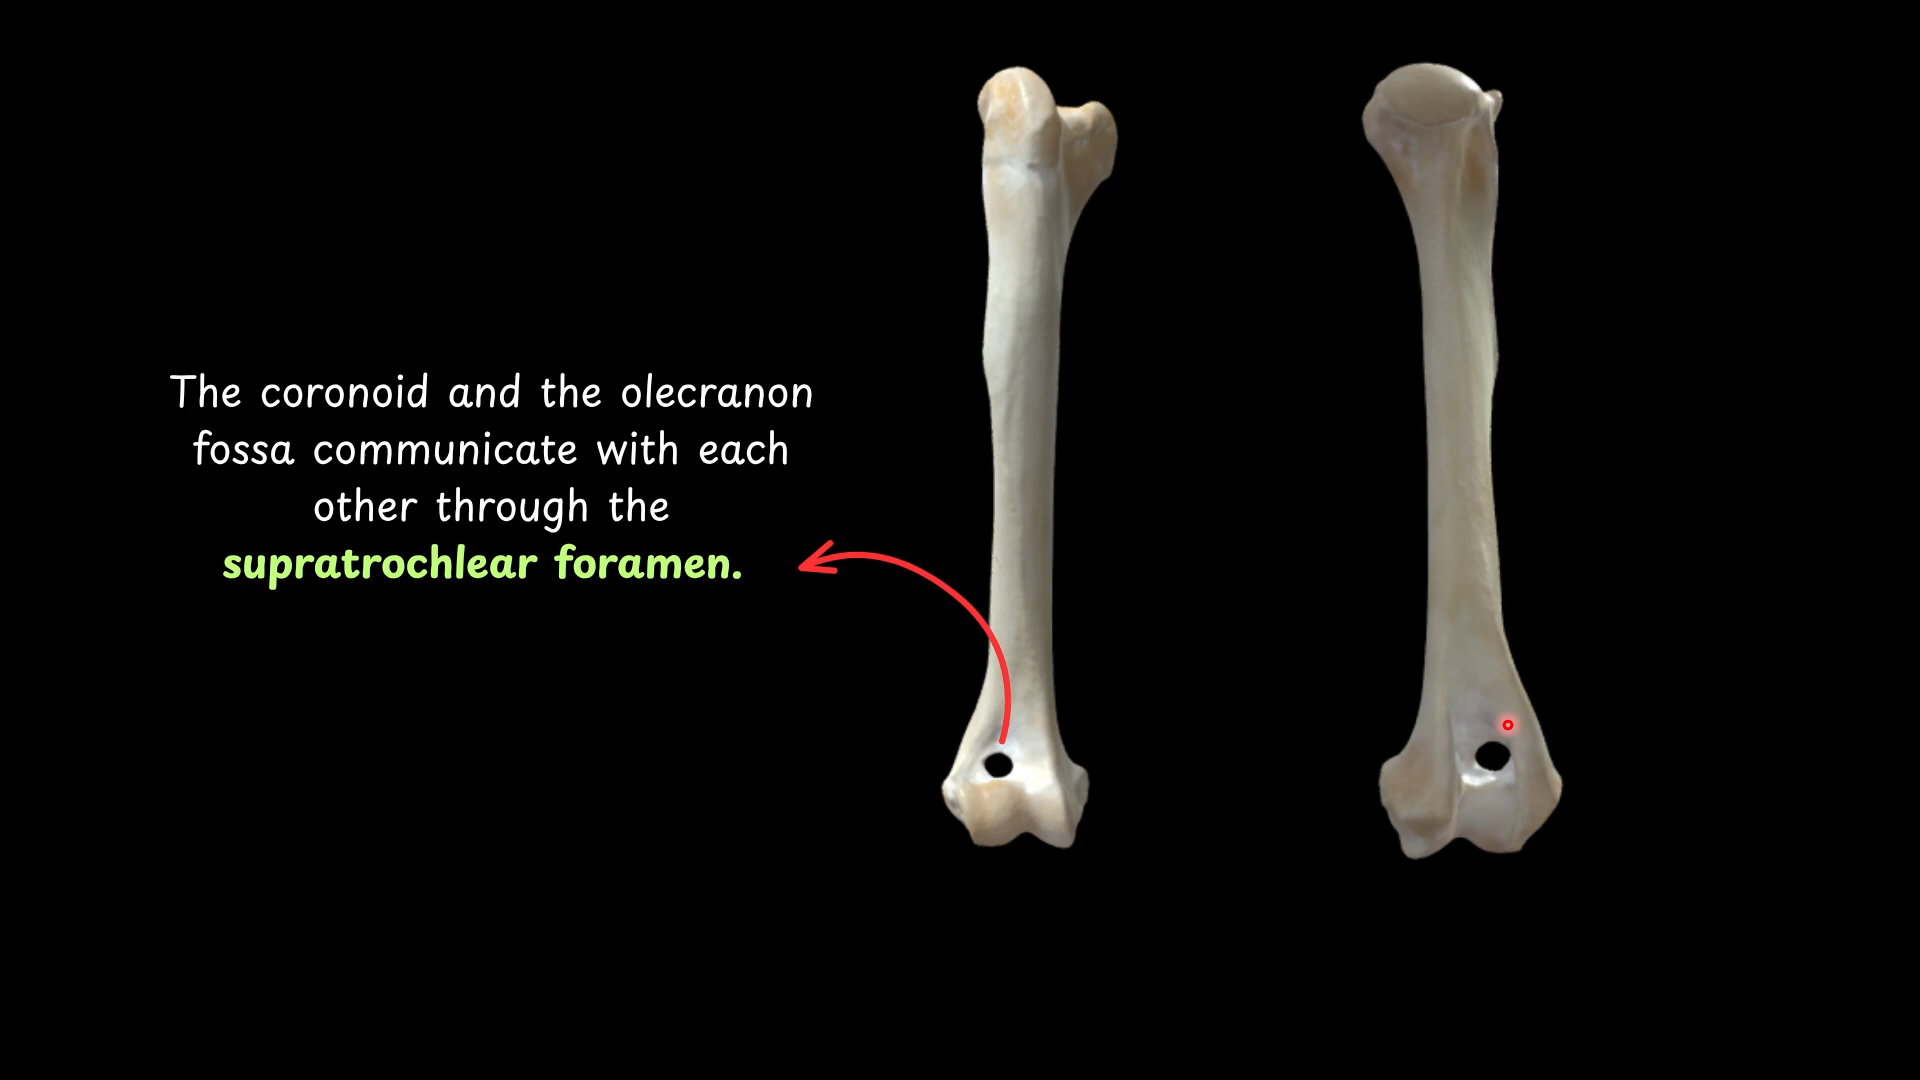 The coronoid and the olecranon
fossa communicate with each
other through the
supratrochlear foramen.